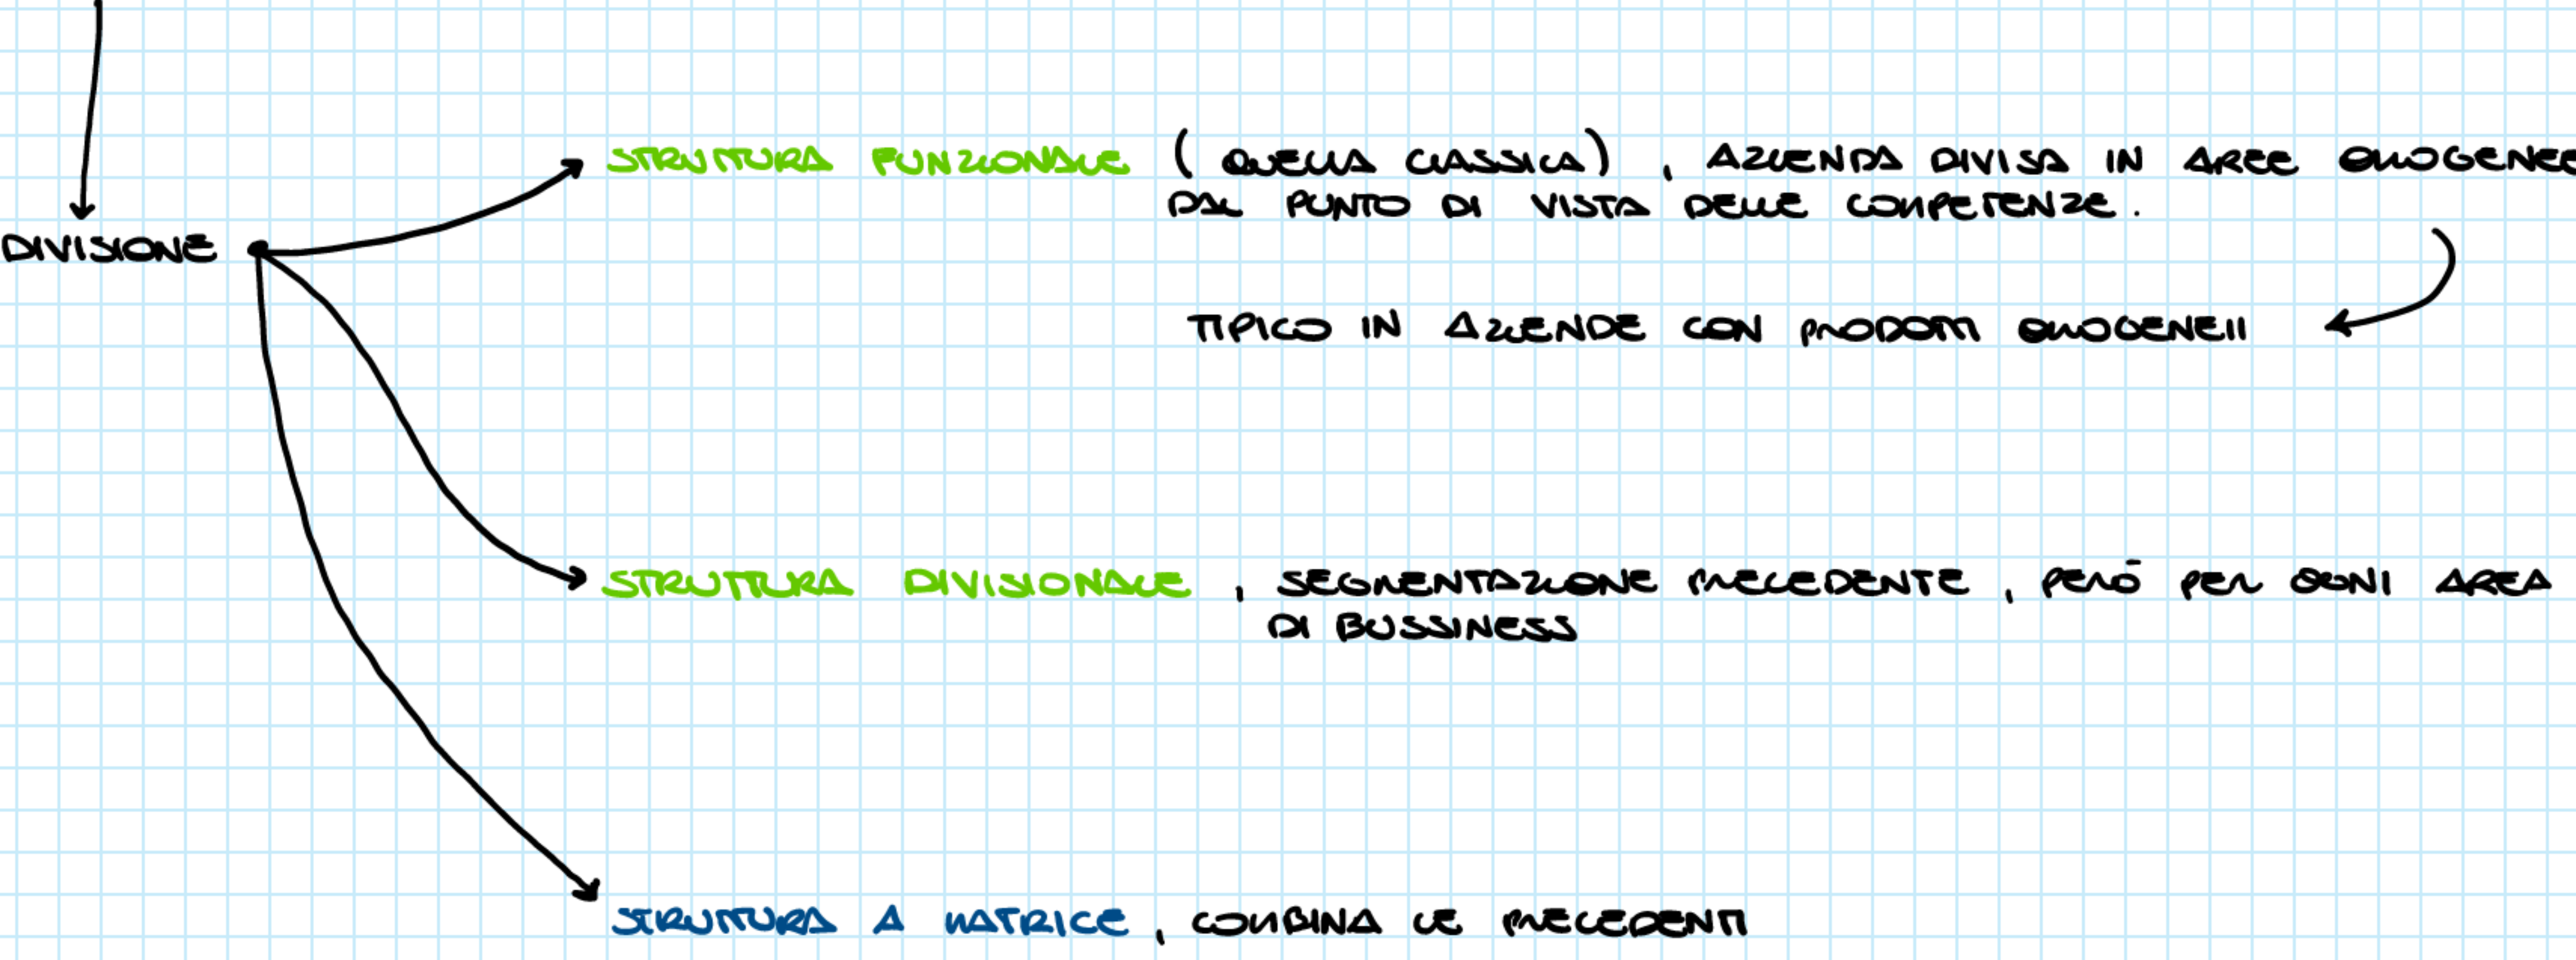 STRUTTURA FUNZIONALE (QUELLA CLASSICA), AZIENDA DIVISA IN AREE OMOGENEE
DAL PUNTO DI VISTA DELLE COMPETENZE.
DIVISIONE
TIPICO IN AZIENDE CON PRODOTTI OMOGENEII
STRUTTURA DIVISIONALE, SEGMENTAZIONE PRECEDENTE, PERÒ PER OGNI AREA
DI BUSSINESS
STRUTTURA A MATRICE, COMBINA LE PRECEDENTI